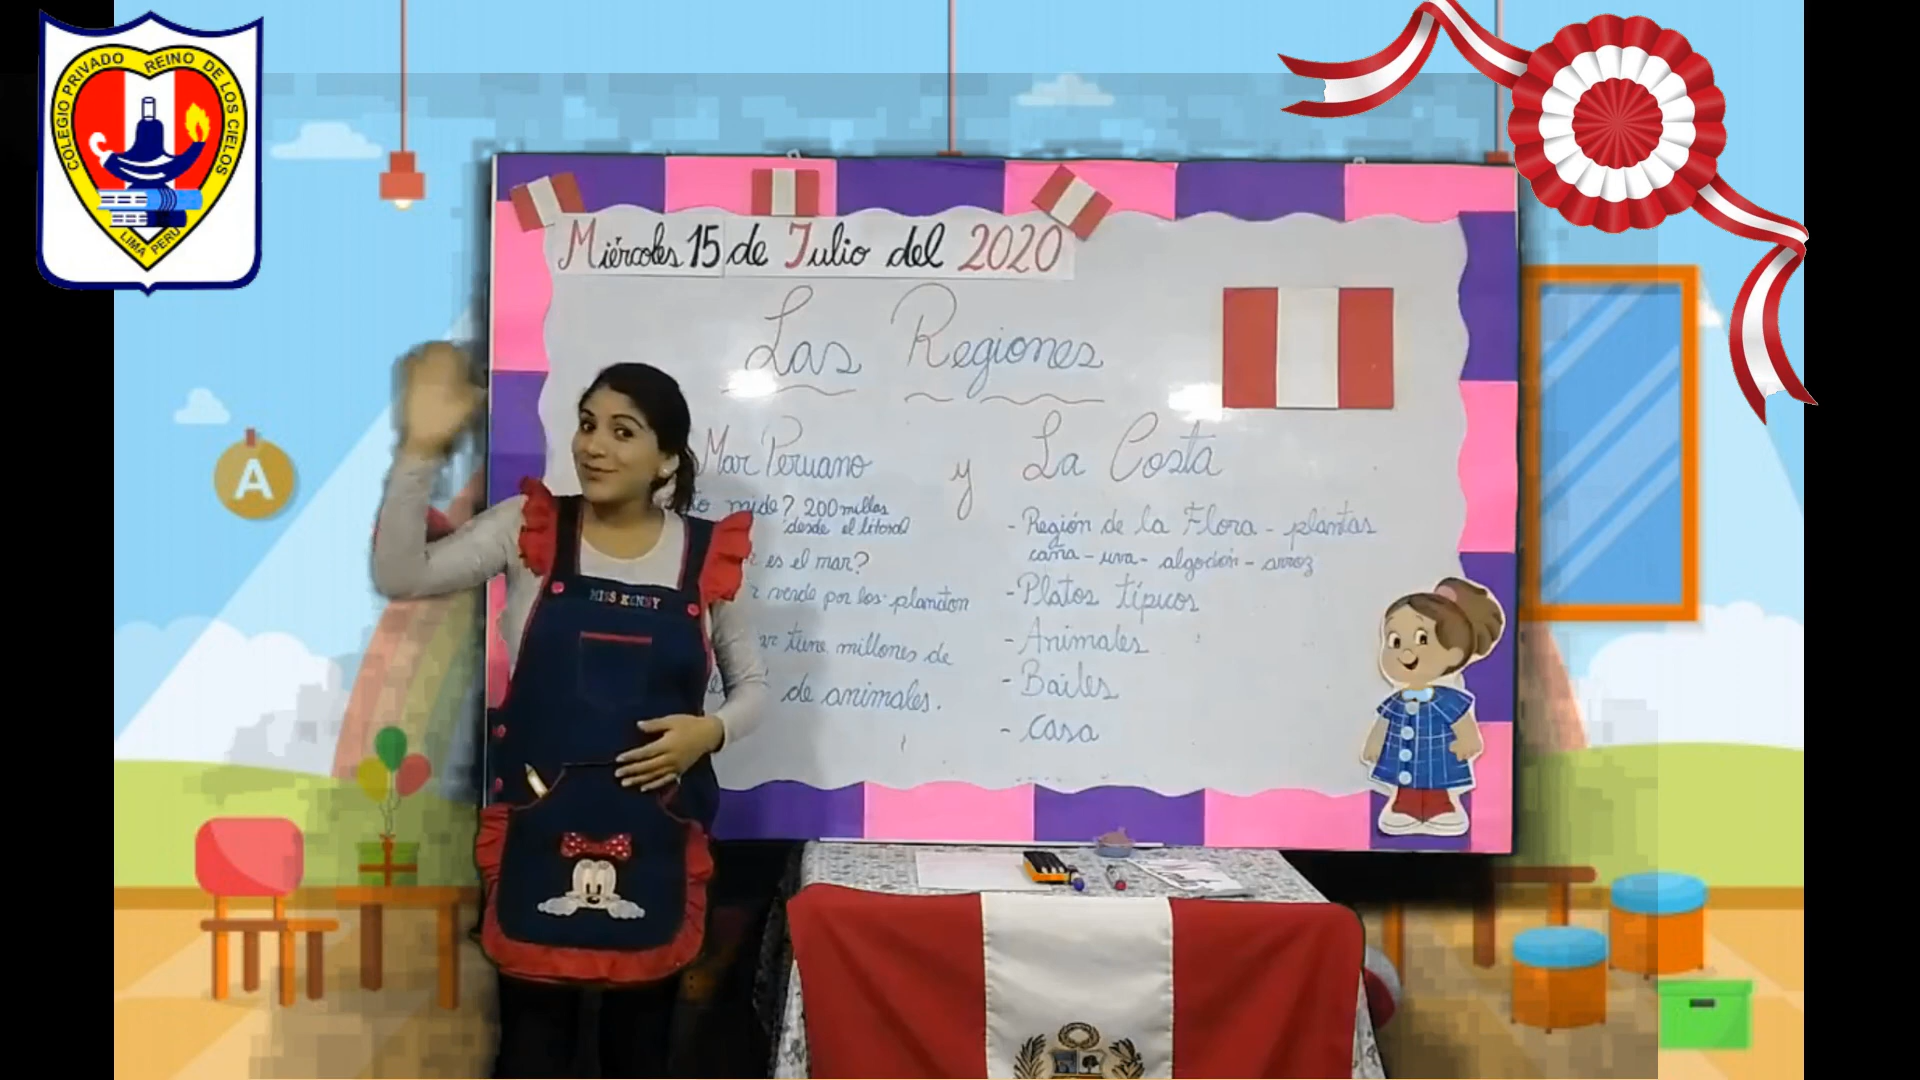 COLEGIO PRIVADO REINO DE LOS CIELOS
LIMA PERU
A
Miércoles 15 de Julio del 2020
Las Regiones
Mar Peruano y La Costa
mide? 200 millas
desde el litoral
es el mar?
verde por los plancton
tiene millones de
de animales.
- Región de la Flora - plantas
caña - uva - algodón - arroz
- Platos típicos
- Animales
- Bailes
- Casa
MISS KENNY